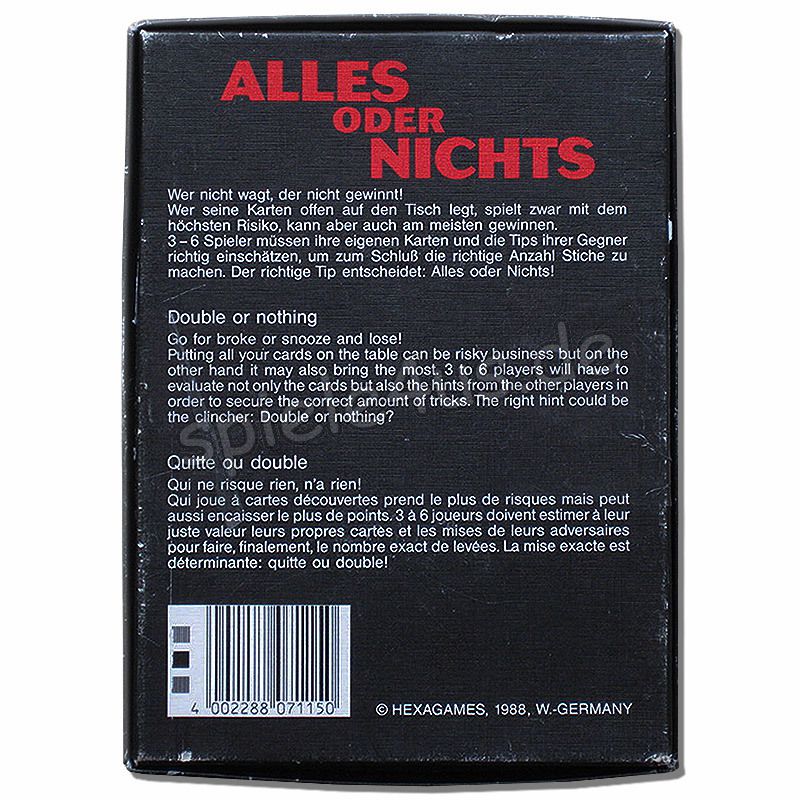 ALLES
ODER
NICHTS
Wer nicht wagt, der nicht gewinnt!
Wer seine Karten offen auf den Tisch legt, spielt zwar mit dem
höchsten Risiko, kann aber auch am meisten gewinnen.
3–6 Spieler müssen ihre eigenen Karten und die Tips ihrer Gegner
richtig einschätzen, um zum Schluß die richtige Anzahl Stiche zu
machen. Der richtige Tip entscheidet: Alles oder Nichts!
Double or nothing
Go for broke or snooze and lose!
Putting all your cards on the table can be risky business but on the
other hand it may also bring the most. 3 to 6 players will have to
evaluate not only the cards but also the hints from the other players in
order to secure the correct amount of tricks. The right hint could be
the clincher: Double or nothing?
Quitte ou double
Qui ne risque rien, n'a rien!
Qui joue à cartes découvertes prend le plus de risques mais peut
aussi encaisser le plus de points. 3 à 6 joueurs doivent estimer à leur
juste valeur leurs propres cartes et les mises de leurs adversaires
pour faire, finalement, le nombre exact de levées. La mise exacte est
déterminante: quitte ou double!
4 002288 071150
© HEXAGAMES, 1988, W.-GERMANY